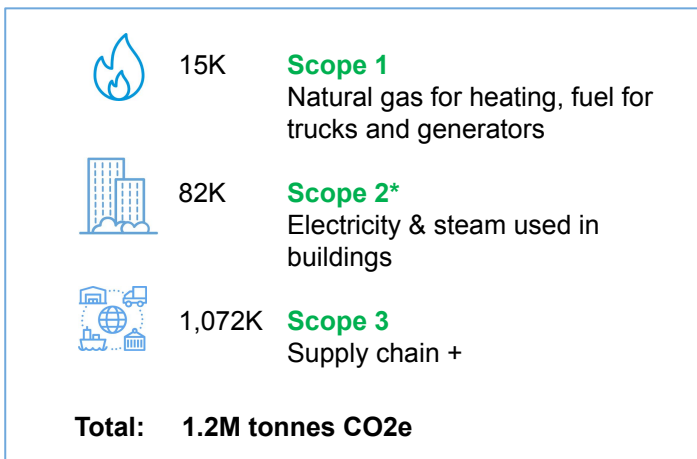 15K Scope 1
Natural gas for heating, fuel for
trucks and generators
82K Scope 2*
Electricity & steam used in
buildings
1,072K Scope 3
Supply chain +
Total: 1.2M tonnes CO2e